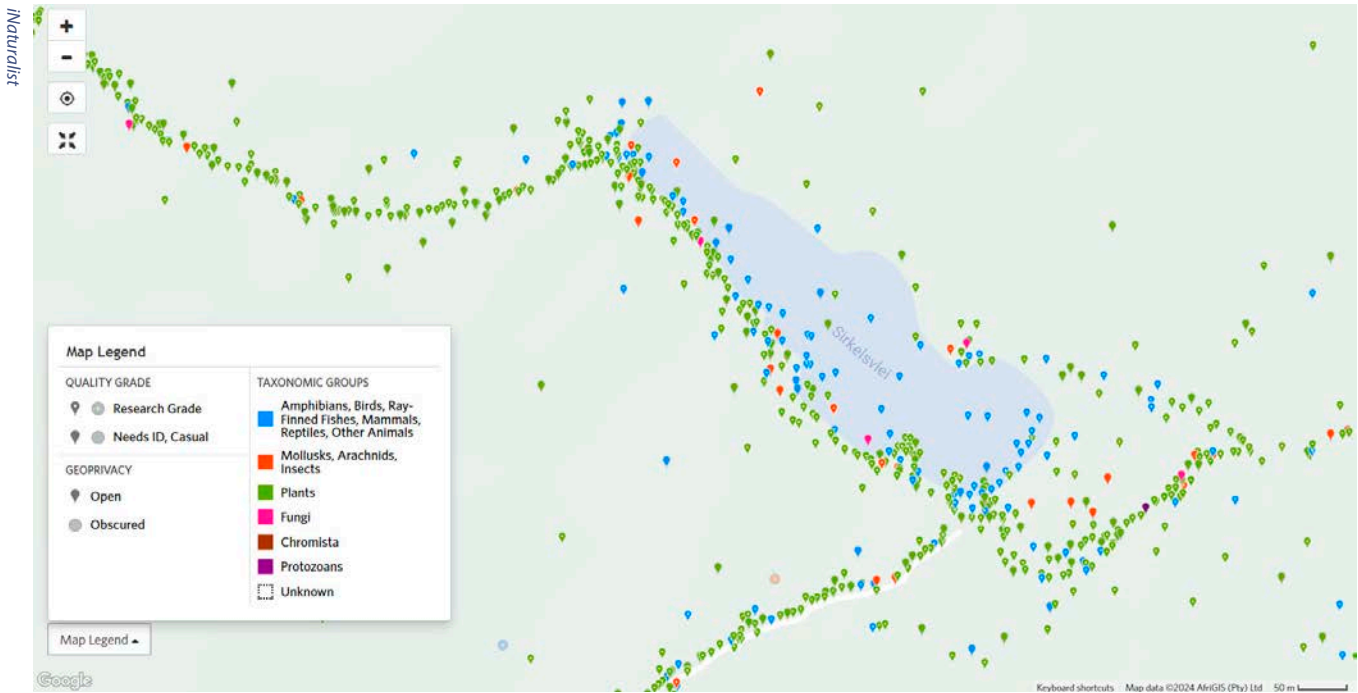 iNaturalist
+
-
Sirkelsvlei
Map Legend
QUALITY GRADE
Research Grade
Needs ID, Casual
GEOPRIVACY
Open
Obscured
TAXONOMIC GROUPS
Amphibians, Birds, Ray-
Finned Fishes, Mammals,
Reptiles, Other Animals
Mollusks, Arachnids,
Insects
Plants
Fungi
Chromista
Protozoans
Unknown
Map Legend
Google
Keyboard shortcuts Map data ©2024 AfriGIS (Pty) Ltd 50 m